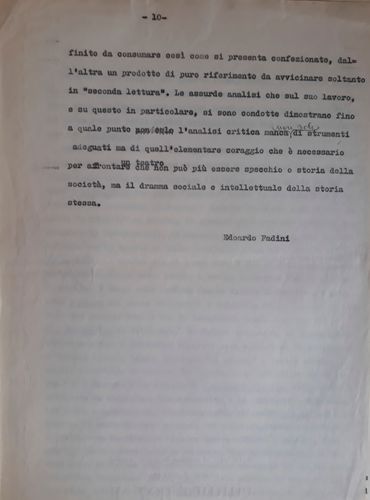 - 10-
finito da consumare così come si presenta confezionato, dal-
l'altra un prodotto di puro riferimento da avvicinare soltanto
in "seconda lettura". Le assurde analisi che sul suo lavoro,
e su questo in particolare, si sono condotte dimostrano fino
a quale punto l'analisi critica manca non solo di strumenti
adeguati ma di quell'elementare coraggio che è necessario
per affrontare un teatro che non può più essere specchio o storia della
società, ma il dramma sociale e intellettuale della storia
stessa.
Edoardo Fadini